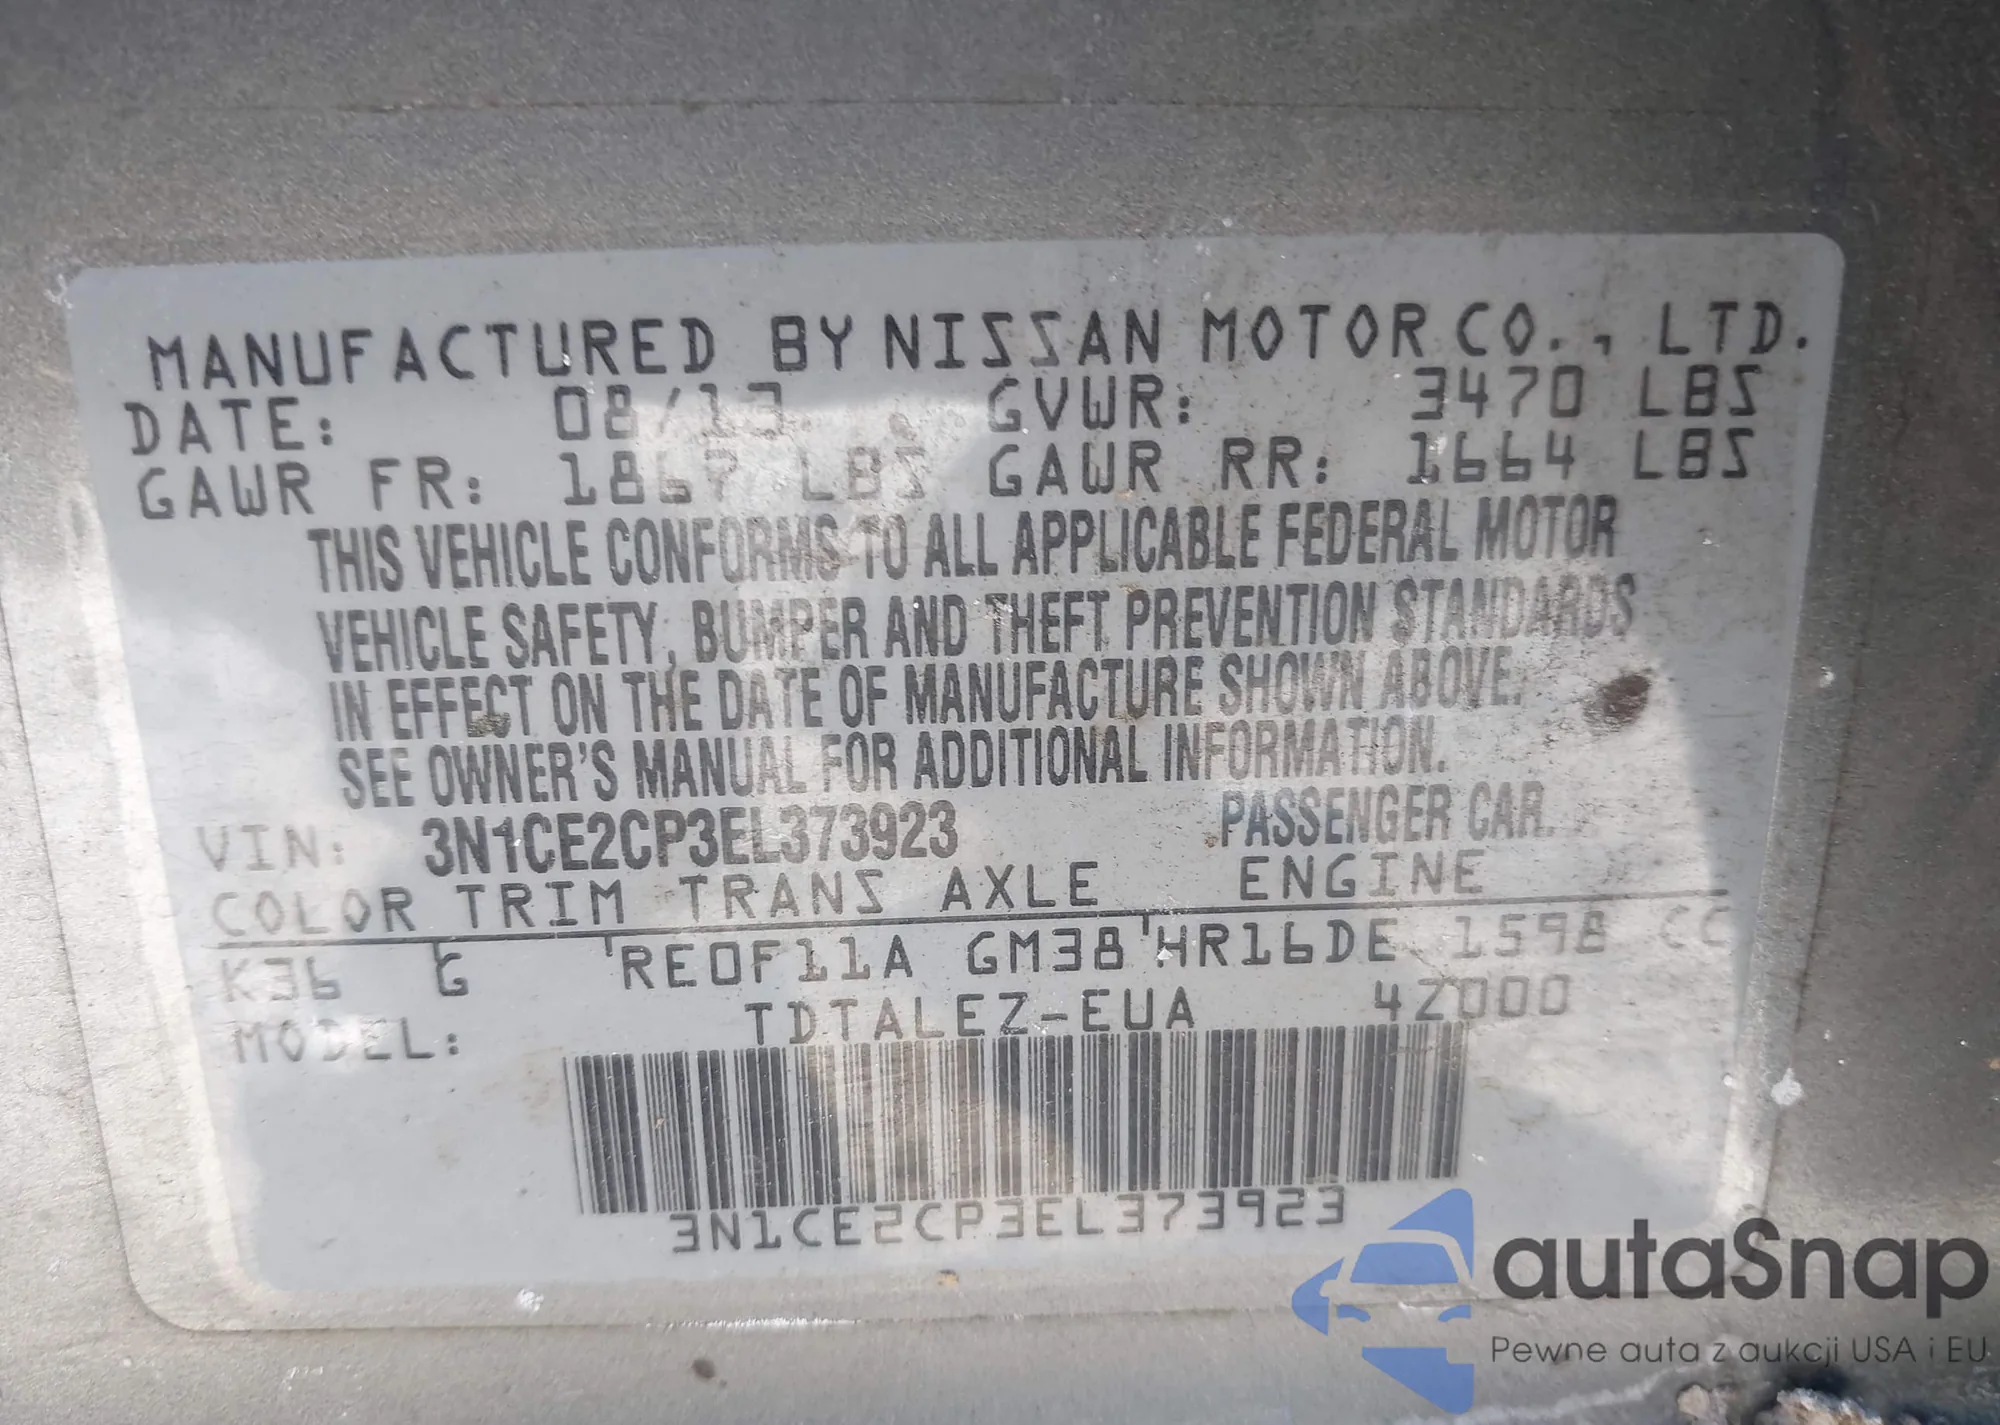 MANUFACTURED BY NISSAN MOTOR CO., LTD.
DATE: 08/13 GVWR: 3470 LBS
GAWR FR: 1867 LBS GAWR RR: 1664 LBS
THIS VEHICLE CONFORMS TO ALL APPLICABLE FEDERAL MOTOR
VEHICLE SAFETY, BUMPER AND THEFT PREVENTION STANDARDS
IN EFFECT ON THE DATE OF MANUFACTURE SHOWN ABOVE.
SEE OWNER'S MANUAL FOR ADDITIONAL INFORMATION.
VIN: 3N1CE2CP3EL373923 PASSENGER CAR.
COLOR TRIM TRANS AXLE ENGINE
K36 G RE0F11A GM38 HR16DE 1598 CC
MODEL: TDTALEZ-EUA 4Z000
3N1CE2CP3EL373923
autaSnap
Pewne auta z aukcji USA i EU